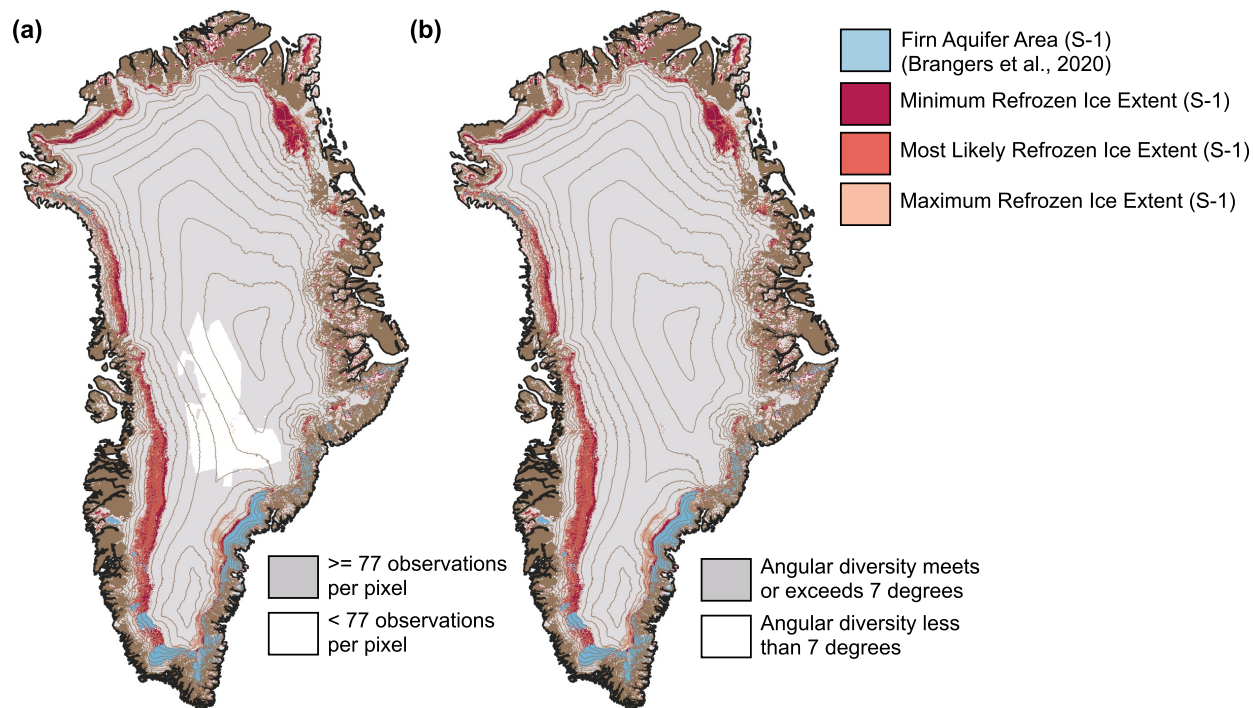 (a)
(b)
Firn Aquifer Area (S-1)
(Brangers et al., 2020)
Minimum Refrozen Ice Extent (S-1)
Most Likely Refrozen Ice Extent (S-1)
Maximum Refrozen Ice Extent (S-1)
>= 77 observations
per pixel
< 77 observations
per pixel
Angular diversity meets
or exceeds 7 degrees
Angular diversity less
than 7 degrees